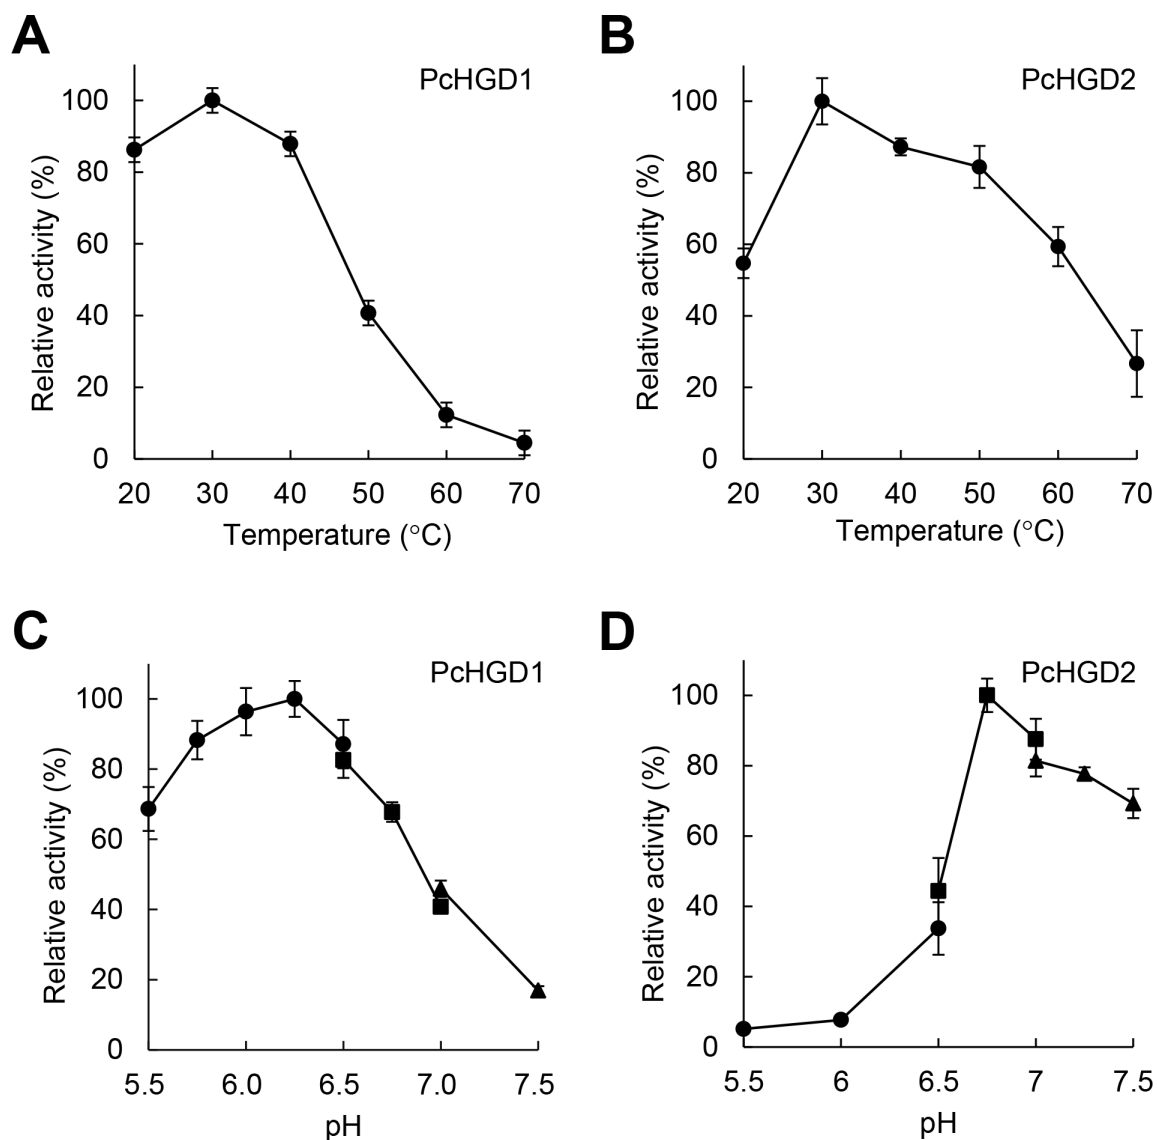 A
PcHGD1
100
80
60
40
20
0
Relative activity (%)
20 30 40 50 60 70
Temperature (°C)
B
PcHGD2
100
80
60
40
20
0
Relative activity (%)
20 30 40 50 60 70
Temperature (°C)
C
PcHGD1
100
80
60
40
20
0
Relative activity (%)
5.5 6.0 6.5 7.0 7.5
pH
D
PcHGD2
100
80
60
40
20
0
Relative activity (%)
5.5 6 6.5 7 7.5
pH